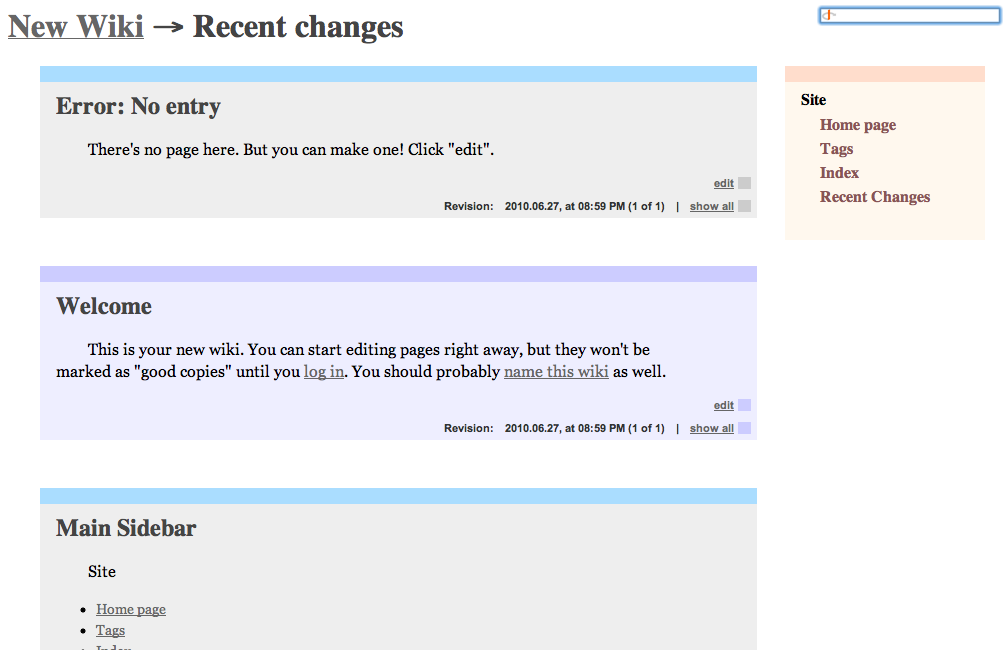 New Wiki → Recent changes
Error: No entry
There's no page here. But you can make one! Click "edit".
edit
Revision: 2010.06.27, at 08:59 PM (1 of 1) | show all
Welcome
This is your new wiki. You can start editing pages right away, but they won't be
marked as "good copies" until you log in. You should probably name this wiki as well.
edit
Revision: 2010.06.27, at 08:59 PM (1 of 1) | show all
Main Sidebar
Site
• Home page
• Tags
• Index
Site
Home page
Tags
Index
Recent Changes